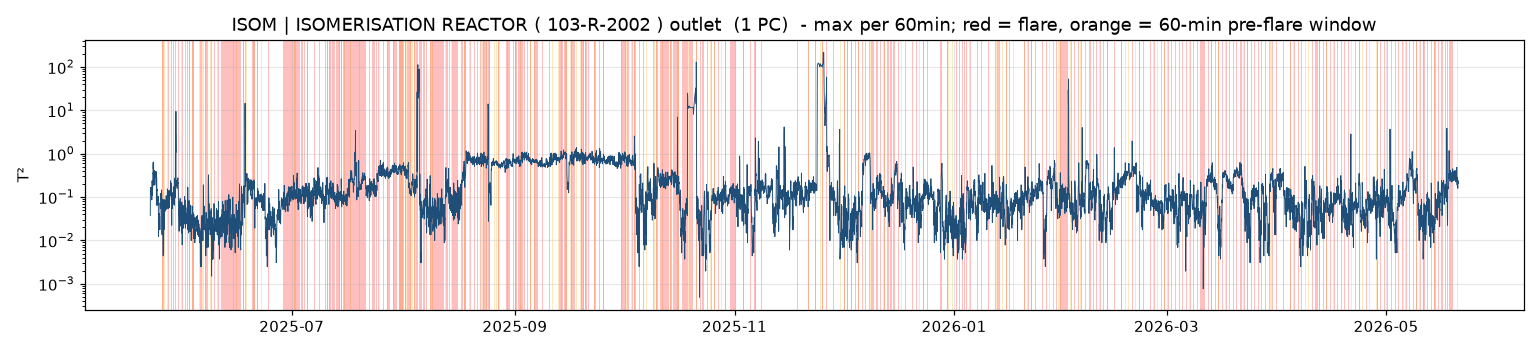 ISOM | ISOMERISATION REACTOR ( 103-R-2002 ) outlet  (1 PC)  - max per 60min; red = flare, orange = 60-min pre-flare window
T²
10²
10¹
10⁰
10⁻¹
10⁻²
10⁻³
2025-07 2025-09 2025-11 2026-01 2026-03 2026-05